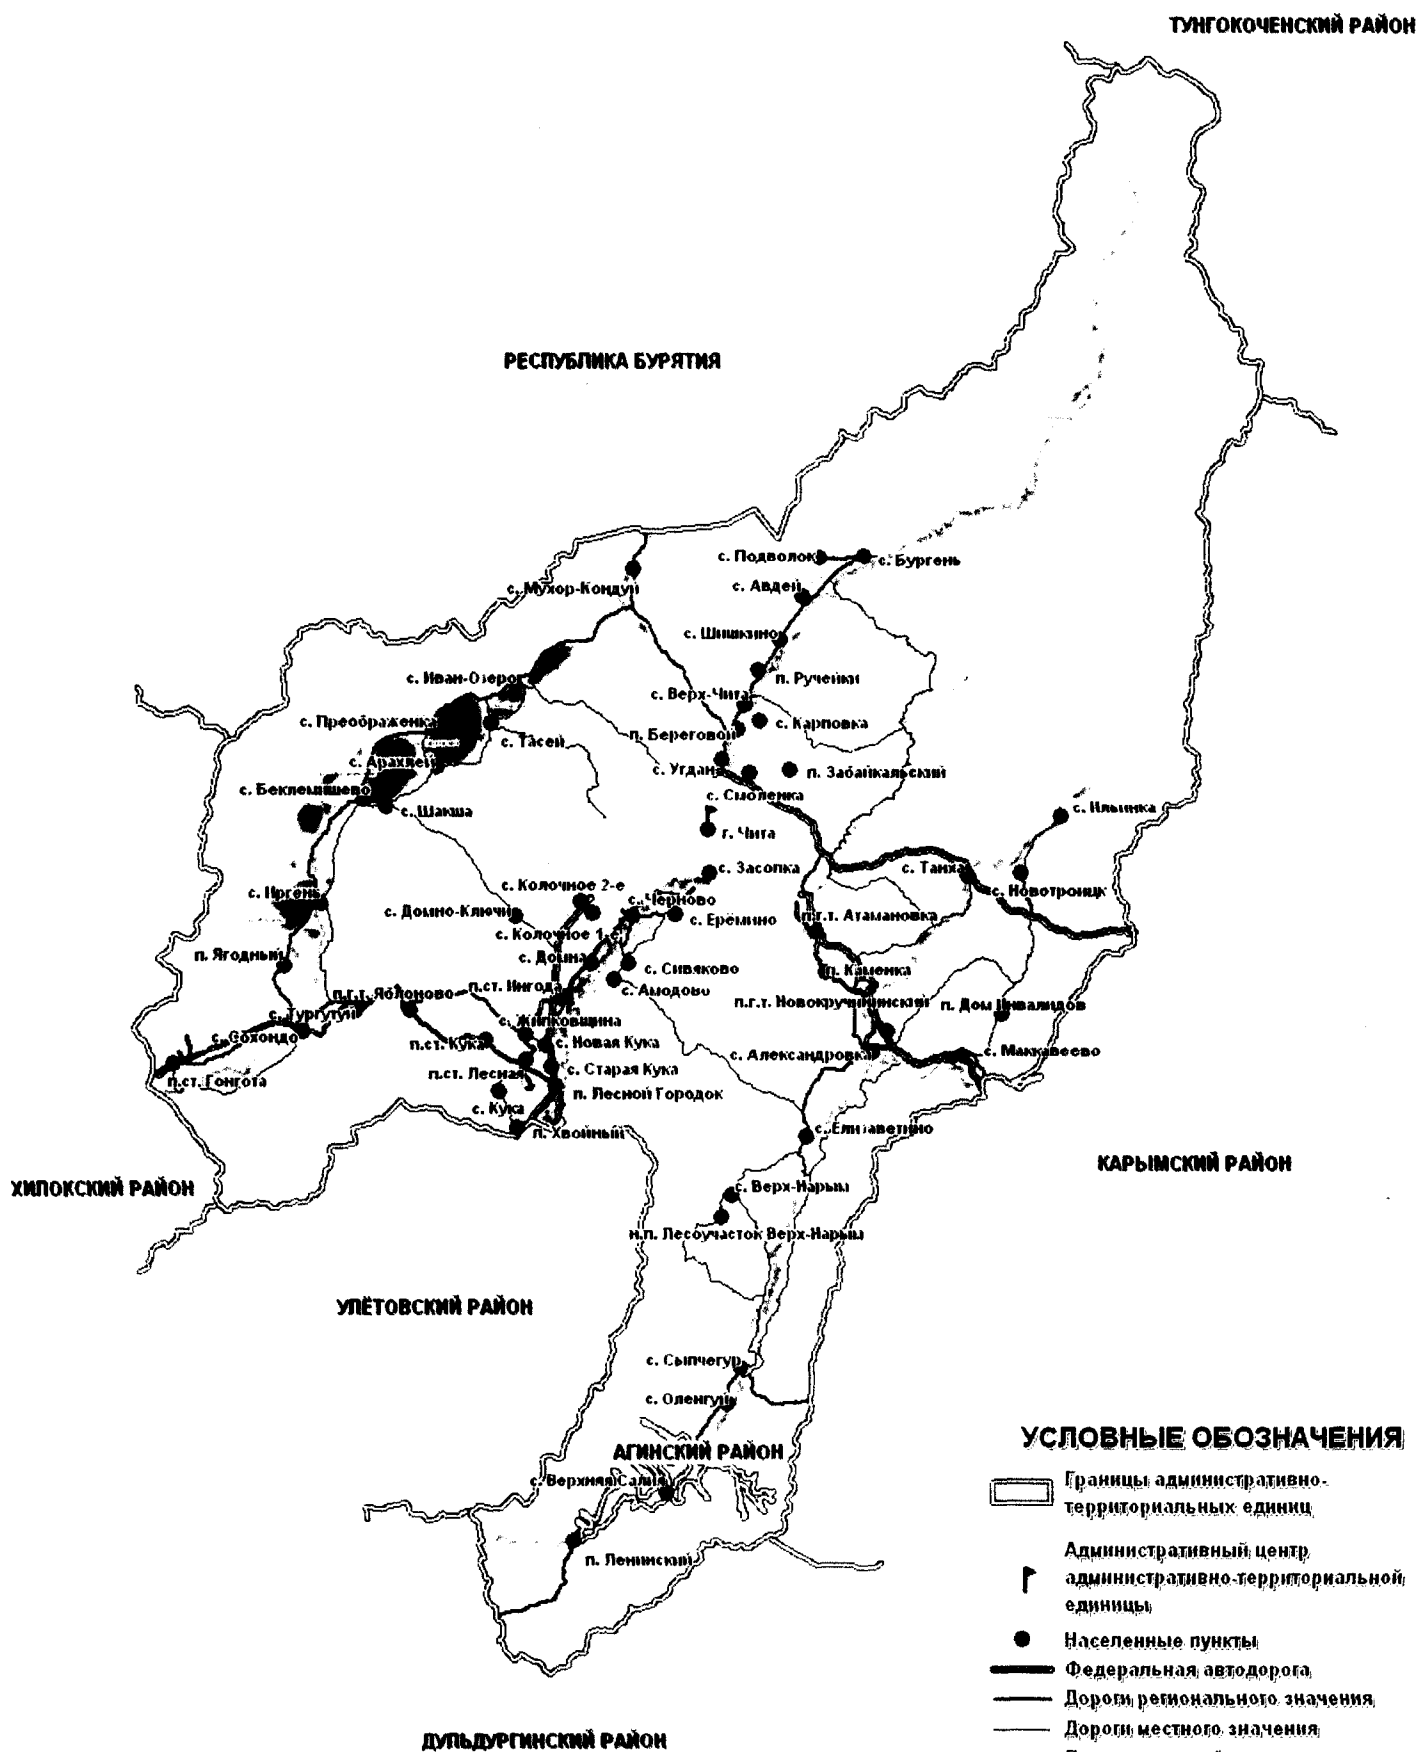 ТУНГОКОЧЕНСКИЙ РАЙОН
РЕСПУБЛИКА БУРЯТИЯ
с. Подволок
с. Бургень
с. Мухор-Кондуй
с. Авдей
с. Шишкино
с. Иван-Озеро
п. Ручейки
с. Верх-Чита
с. Преображенка
с. Карповка
с. Тасей
п. Береговой
с. Арахлей
с. Угдан
п. Забайкальский
с. Беклемишево
с. Смоленка
с. Ильинка
с. Шакша
г. Чита
с. Засопка
с. Танха
с. Колочное 2-е
с. Новотроицк
с. Иргень
с. Черново
с. Домно-Ключи
п.г.т. Атамановка
с. Ерёмино
с. Колочное 1-е
п. Ягодный
с. Домна
с. Сивяково
п. Каменка
п.ст. Ингода
с. Амодово
п.г.т. Яблоново
п.г.т. Новокручининский
п. Дом Инвалидов
с. Тургутуй
с. Жипковщина
с. Сохондо
п.ст. Кука
с. Новая Кука
с. Александровка
с. Маккавеево
с. Старая Кука
п.ст. Лесная
п.ст. Гонгота
п. Лесной Городок
с. Кука
п. Хвойный
с. Елизаветино
КАРЫМСКИЙ РАЙОН
ХИЛОКСКИЙ РАЙОН
с. Верх-Нарым
н.п. Лесоучасток Верх-Нарым
УЛЁТОВСКИЙ РАЙОН
с. Сыпчегур
с. Оленгуй
АГИНСКИЙ РАЙОН
с. Верхняя Салия
п. Ленинский
ДУЛЬДУРГИНСКИЙ РАЙОН
УСЛОВНЫЕ ОБОЗНАЧЕНИЯ
Границы административно-
территориальных единиц
Административный центр
административно-территориальной
единицы
Населенные пункты
Федеральная автодорога
Дороги регионального значения
Дороги местного значения